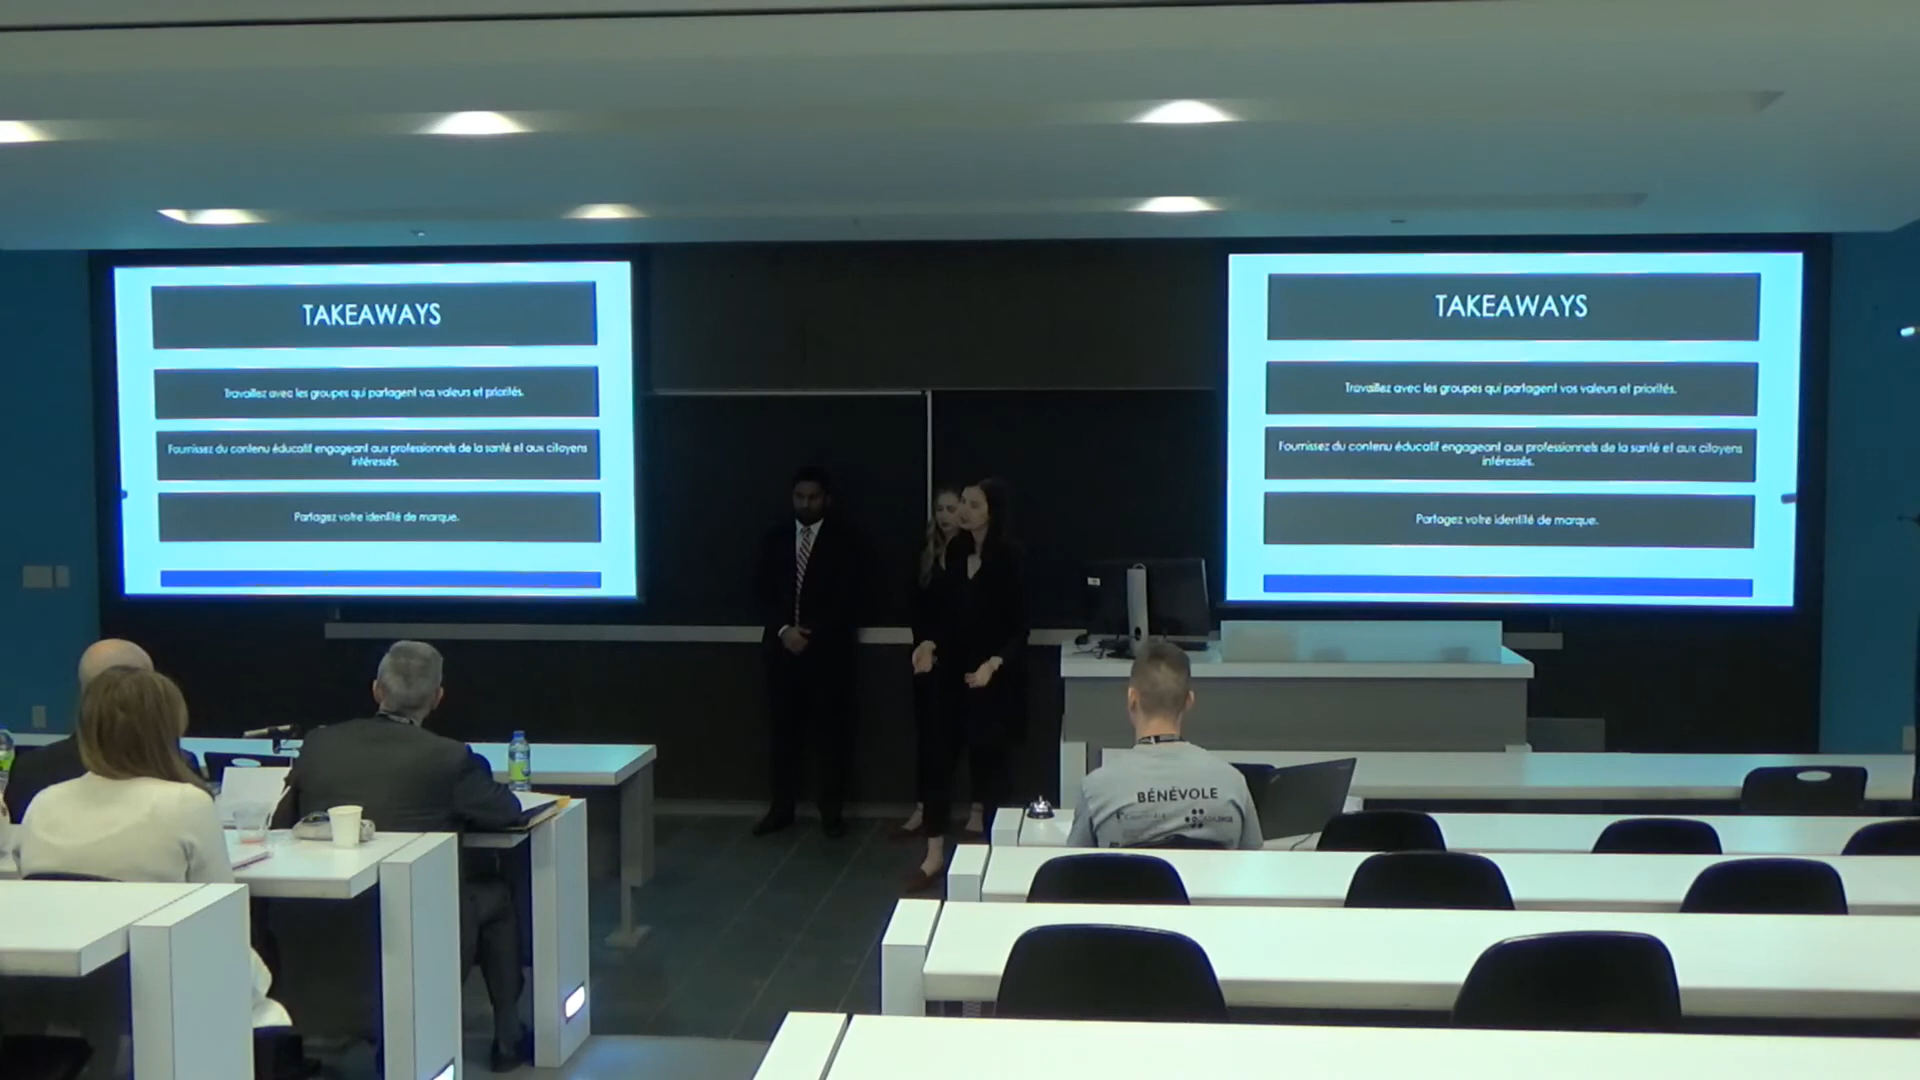 TAKEAWAYS
Travaillez avec les groupes qui partagent vos valeurs et priorités.
Fournissez du contenu éducatif engageant aux professionnels de la santé et aux citoyens
intéressés.
Partagez votre identité de marque.
TAKEAWAYS
Travaillez avec les groupes qui partagent vos valeurs et priorités.
Fournissez du contenu éducatif engageant aux professionnels de la santé et aux citoyens
intéressés.
Partagez votre identité de marque.
BÉNÉVOLE